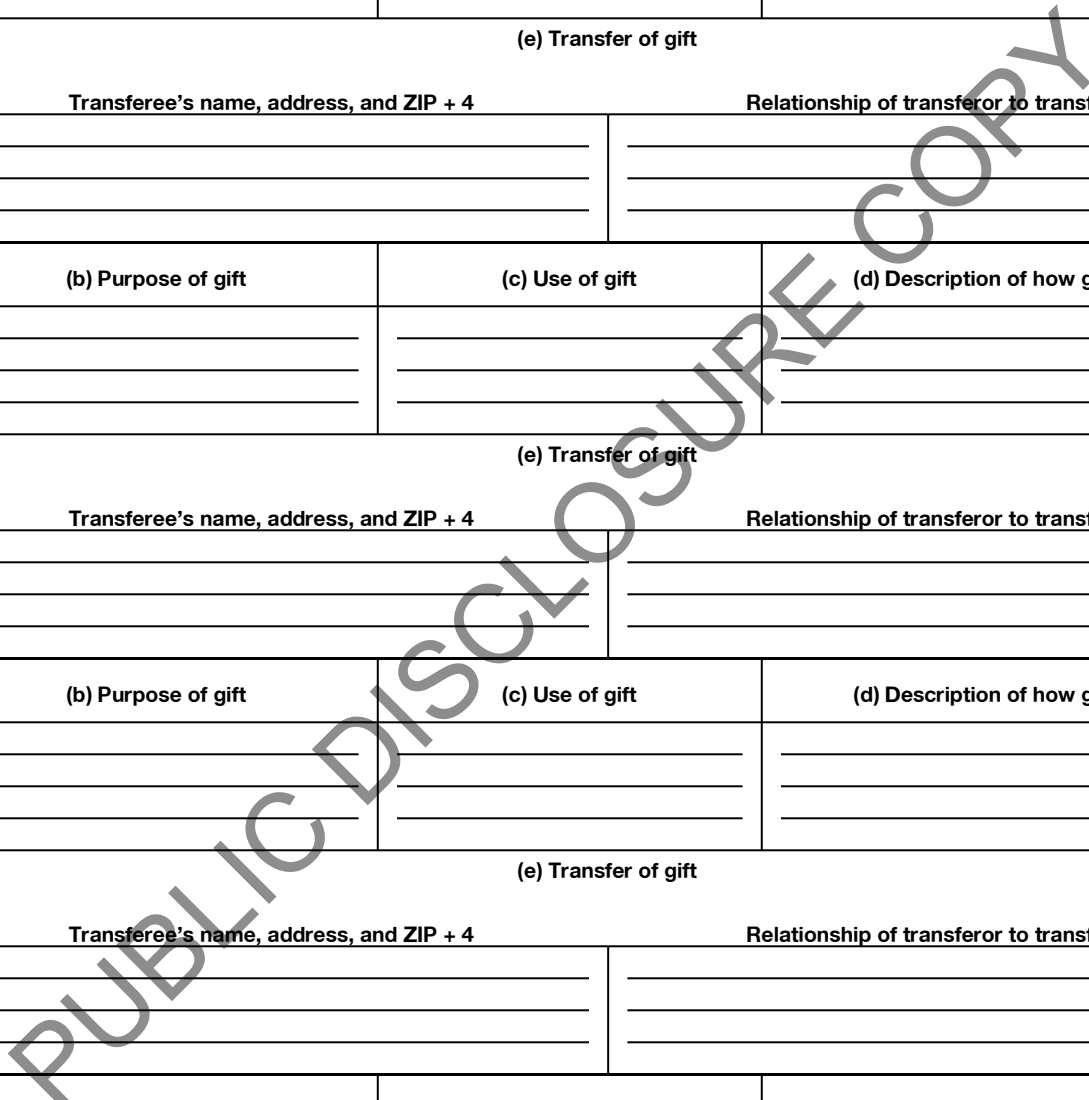 (e) Transfer of gift
Transferee's name, address, and ZIP + 4 Relationship of transferor to transf
(b) Purpose of gift (c) Use of gift (d) Description of how g
(e) Transfer of gift
Transferee's name, address, and ZIP + 4 Relationship of transferor to transf
(b) Purpose of gift (c) Use of gift (d) Description of how g
(e) Transfer of gift
Transferee's name, address, and ZIP + 4 Relationship of transferor to transf
PUBLIC DISCLOSURE COPY